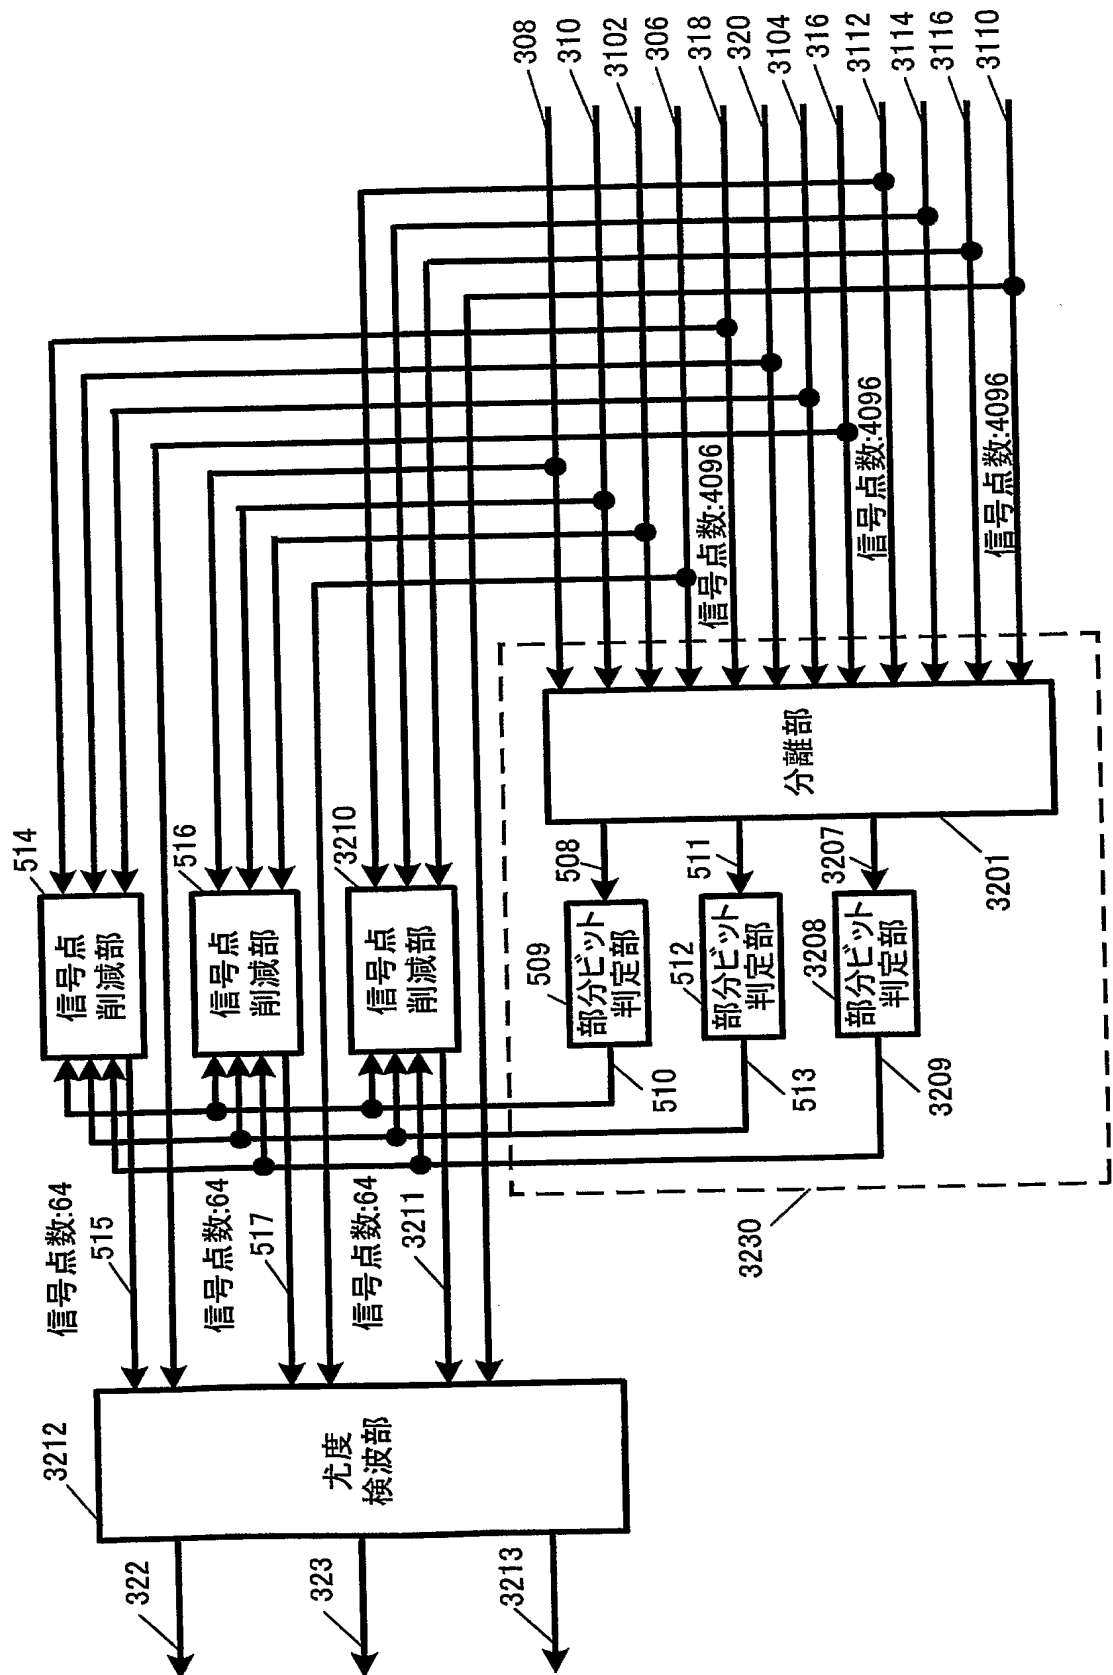 308
310
3102
306
318
320
3104
316
3112
3114
3116
3110
信号点数:4096
信号点数:4096
信号点数:4096
514
信号点
削減部
516
信号点
削減部
3210
信号点
削減部
508
511
3207
分離部
3201
509
部分ビット
判定部
512
部分ビット
判定部
3208
部分ビット
判定部
510
513
3209
3230
信号点数:64
515
信号点数:64
517
信号点数:64
3211
3212
尤度
検波部
322
323
3213